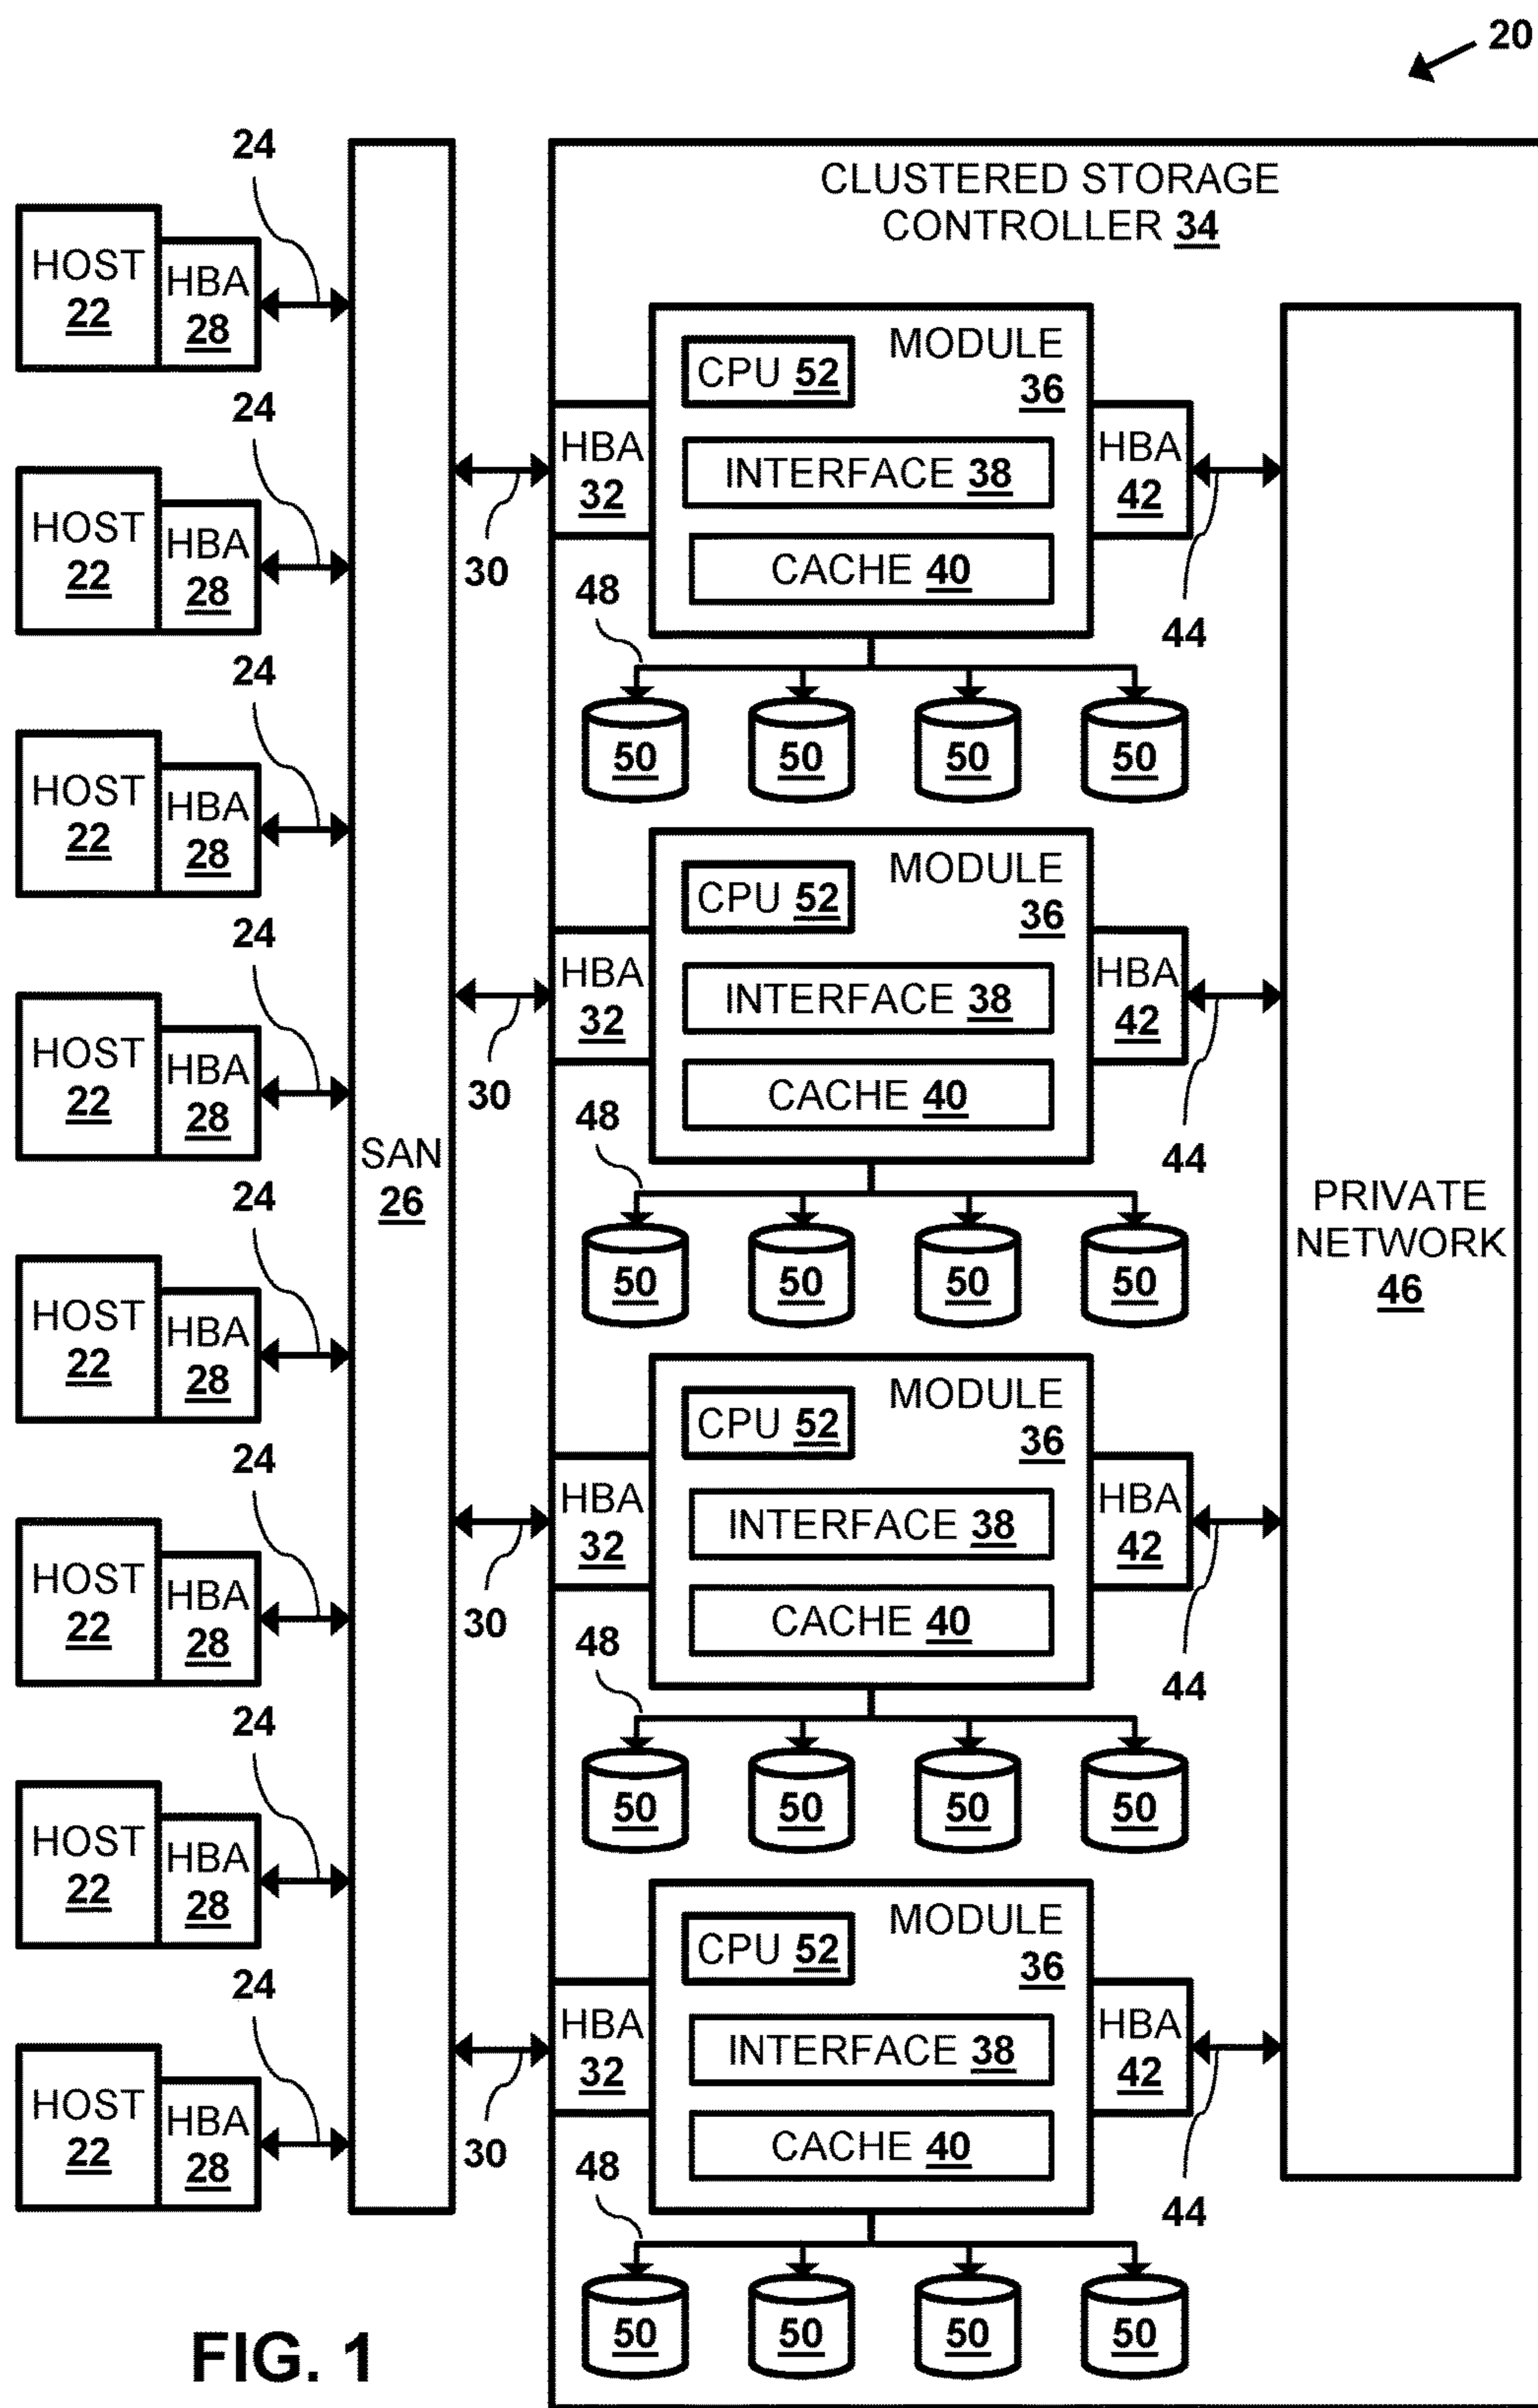 20
CLUSTERED STORAGE
CONTROLLER 34
24
HOST
22
HBA
28
24
HOST
22
HBA
28
24
HOST
22
HBA
28
24
HOST
22
HBA
28
24
HOST
22
HBA
28
24
HOST
22
HBA
28
24
HOST
22
HBA
28
24
HOST
22
HBA
28
SAN
26
30
HBA
32
MODULE
36
CPU 52
INTERFACE 38
CACHE 40
HBA
42
44
48
50 50 50 50
30
HBA
32
MODULE
36
CPU 52
INTERFACE 38
CACHE 40
HBA
42
44
48
50 50 50 50
30
HBA
32
MODULE
36
CPU 52
INTERFACE 38
CACHE 40
HBA
42
44
48
50 50 50 50
30
HBA
32
MODULE
36
CPU 52
INTERFACE 38
CACHE 40
HBA
42
44
48
50 50 50 50
PRIVATE
NETWORK
46
FIG. 1